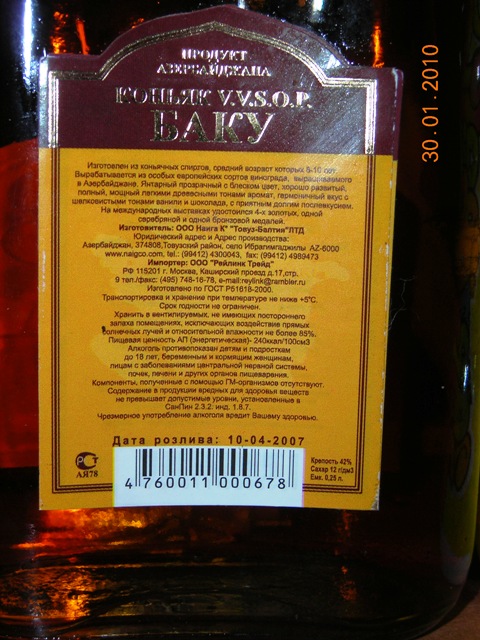 ПРОДУКТ
АЗЕРБАЙДЖАНА
КОНЬЯК V.V.S.O.P.
БАКУ
Изготовлен из коньячных спиртов, средний возраст которых 8-10 лет.
Вырабатывается из особых европейских сортов винограда, выращиваемого
в Азербайджане. Янтарный прозрачный с блеском цвет, хорошо развитый,
полный, мощный легкими древесными тонами аромат, гермоничный вкус с
шелковистыми тонами ванили и шоколада, с приятным долгим послевкусием.
На международных выставках удостоился 4-х золотых, одной
серебряной и одной бронзовой медалей.
Изготовитель: ООО Наига К" "Товуз-Балтия"ЛТД
Юридический адрес и Адрес производства:
Азербайджан, 374808,Товузский район, село Ибрагимгаджилы AZ-6000
www.naigco.com, tel.: (99412) 4300043, fax: (99412) 4989473
Импортер: ООО "Рейлинк Трейд"
РФ 115201 г. Москва, Каширский проезд д.17,стр.
9 тел./факс: (495) 748-16-78, e-mail:reylink@rambler.ru
Изготовлено по ГОСТ Р51618-2000.
Транспортировка и хранение при температуре не ниже +5°С.
Срок годности не ограничен.
Хранить в вентилируемых, не имеющих постороннего
запаха помещениях, исключающих воздействие прямых
солнечных лучей и относительной влажности не более 85%.
Пищевая ценность АП (энергетическая)- 240ккал/100см3
Алкоголь противопоказан детям и подросткам
до 18 лет, беременным и кормящим женщинам,
лицам с заболеваниями центральной нервной системы,
почек, печени и других органов пищеварения.
Компоненты, полученные с помощью ГМ-организмов отсутствуют.
Содержание в продукции вредных для здоровья веществ
не превышает допустимые уровни, установленные в
СанПин 2.3.2. инд. 1.8.7.
Чрезмерное употребление алкоголя вредит Вашему здоровью.
Дата розлива: 10-04-2007
РСТ
АЯ78
4 760011 000678
Крепость 42%
Сахар 12 г/дм3
Емк. 0,25 л.
30.01.2010